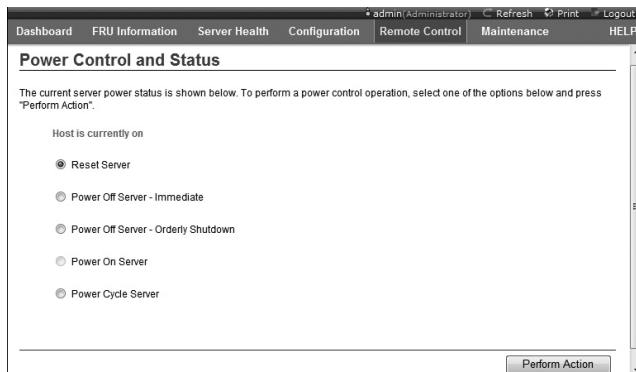 admin(Administrator) Refresh Print Logout
Dashboard FRU Information Server Health Configuration Remote Control Maintenance HELP
Power Control and Status
The current server power status is shown below. To perform a power control operation, select one of the options below and press
"Perform Action".
Host is currently on
Reset Server
Power Off Server - Immediate
Power Off Server - Orderly Shutdown
Power On Server
Power Cycle Server
Perform Action